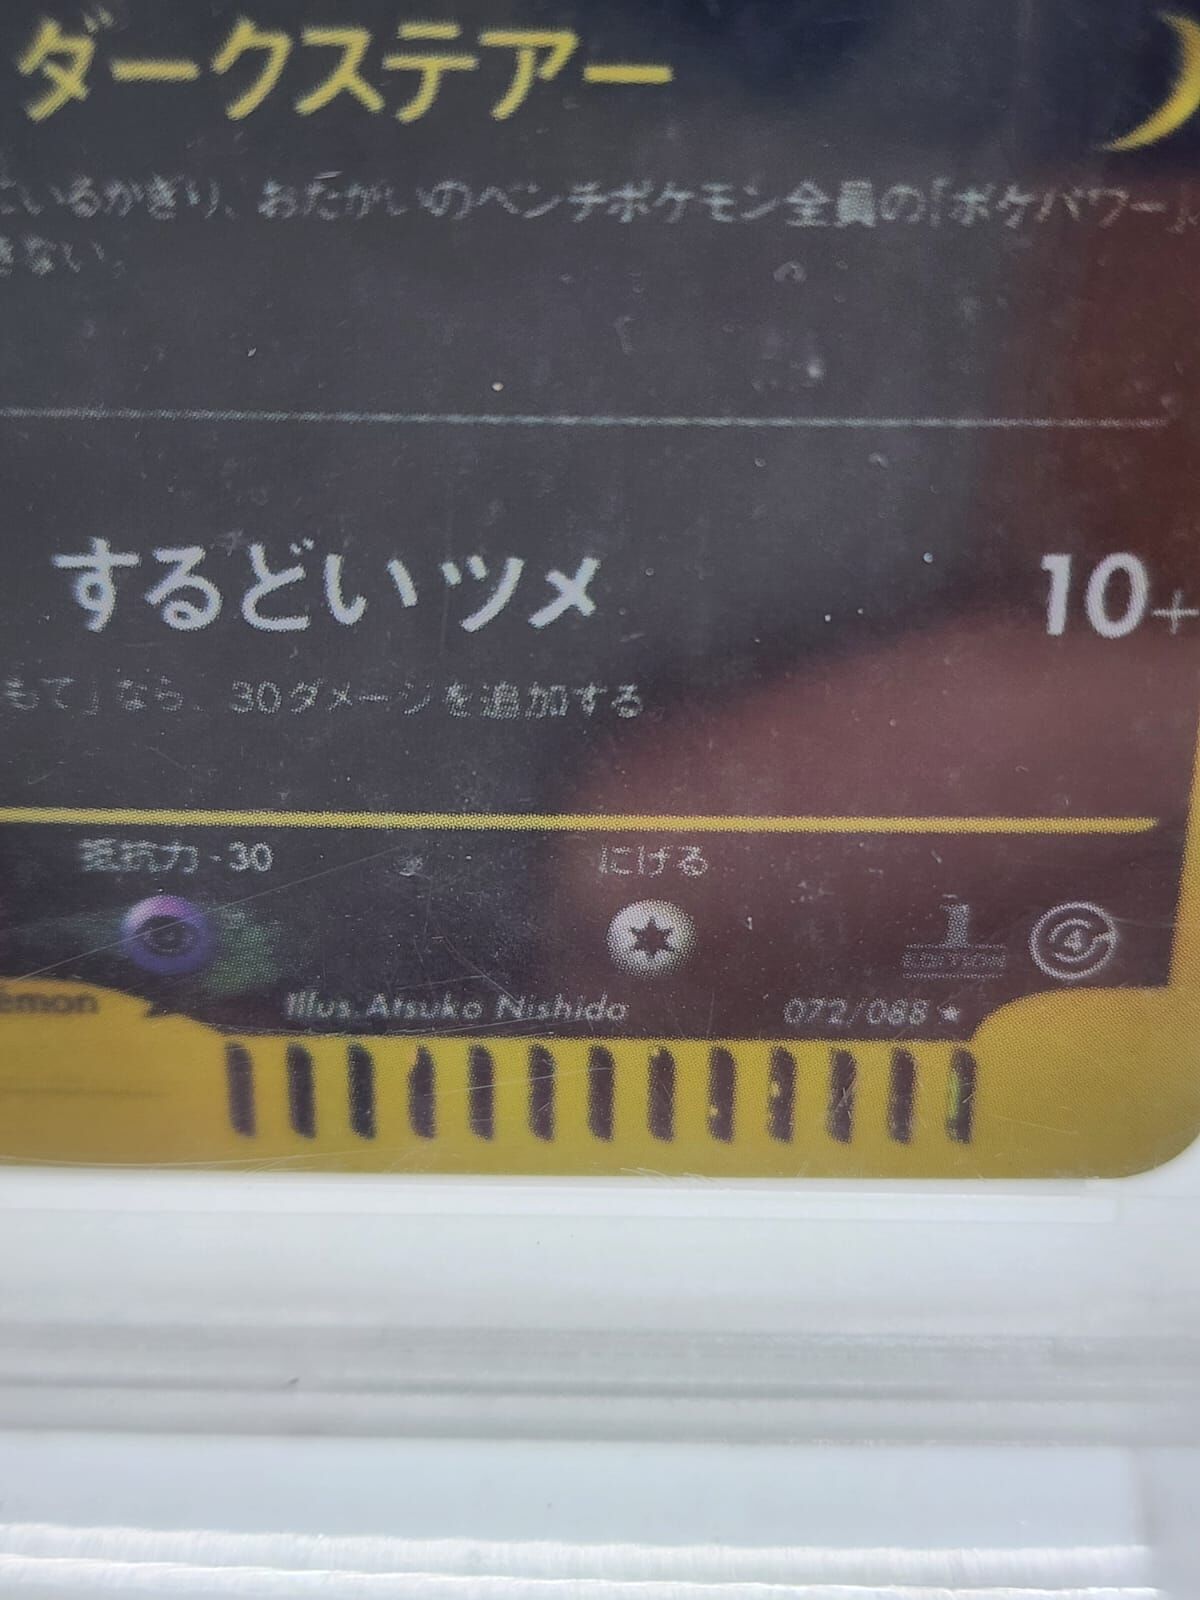 ダークステアー
ているかぎり、おたがいのベンチポケモン全員の「ポケパワー」
きない。
するどいツメ 10+
もて」なら、30ダメージを追加する
抵抗力 -30 にげる
1 EDITION
émon Illus. Atsuko Nishida 072/088 ★